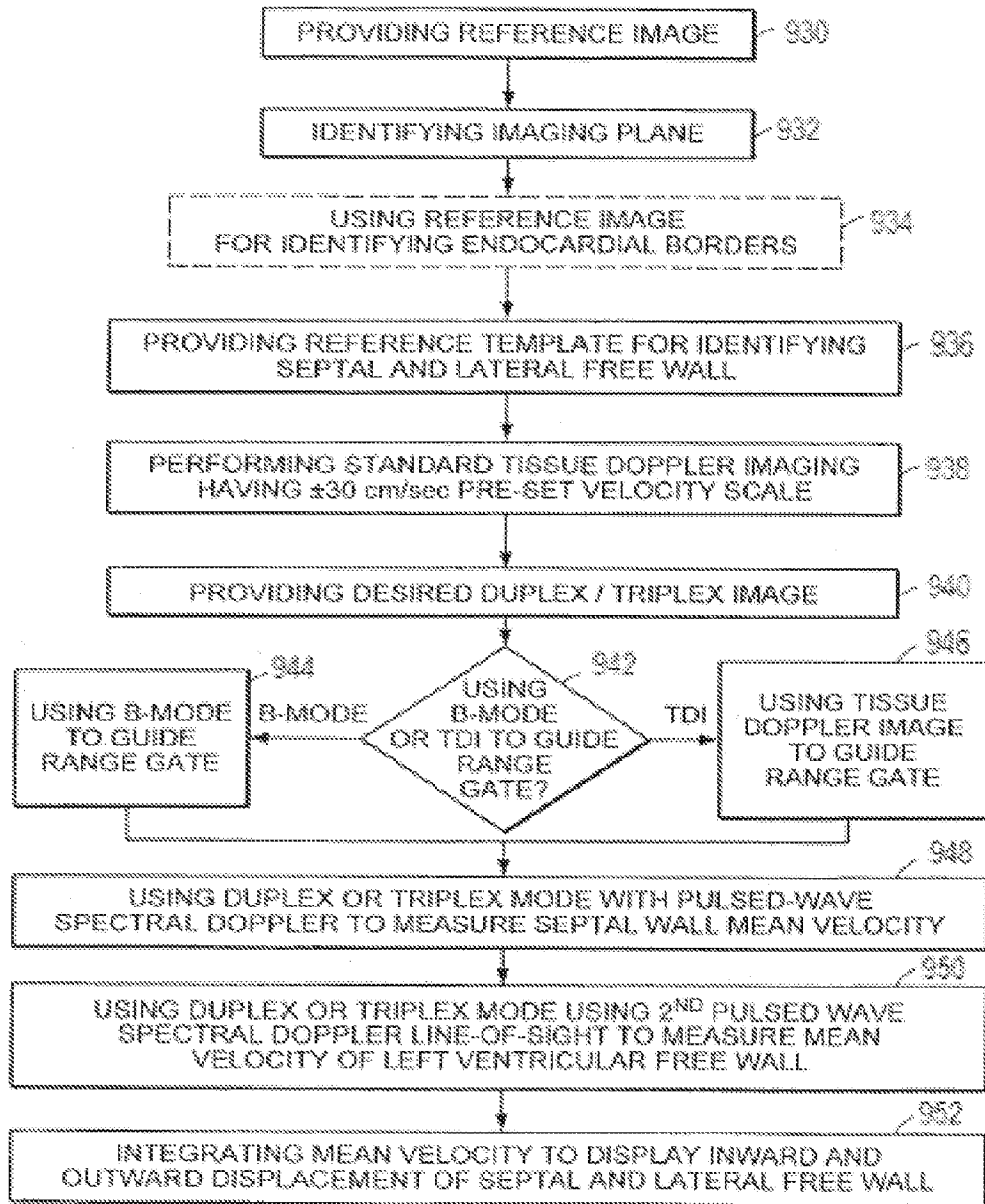 PROVIDING REFERENCE IMAGE
930
IDENTIFYING IMAGING PLANE
932
USING REFERENCE IMAGE
FOR IDENTIFYING ENDOCARDIAL BORDERS
934
PROVIDING REFERENCE TEMPLATE FOR IDENTIFYING
SEPTAL AND LATERAL FREE WALL
936
PERFORMING STANDARD TISSUE DOPPLER IMAGING
HAVING ±30 cm/sec PRE-SET VELOCITY SCALE
938
PROVIDING DESIRED DUPLEX / TRIPLEX IMAGE
940
944
USING B-MODE
TO GUIDE
RANGE GATE
B-MODE
942
USING
B-MODE
OR TDI TO GUIDE
RANGE
GATE?
TDI
946
USING TISSUE
DOPPLER IMAGE
TO GUIDE
RANGE GATE
948
USING DUPLEX OR TRIPLEX MODE WITH PULSED-WAVE
SPECTRAL DOPPLER TO MEASURE SEPTAL WALL MEAN VELOCITY
950
USING DUPLEX OR TRIPLEX MODE USING 2ND PULSED WAVE
SPECTRAL DOPPLER LINE-OF-SIGHT TO MEASURE MEAN
VELOCITY OF LEFT VENTRICULAR FREE WALL
952
INTEGRATING MEAN VELOCITY TO DISPLAY INWARD AND
OUTWARD DISPLACEMENT OF SEPTAL AND LATERAL FREE WALL